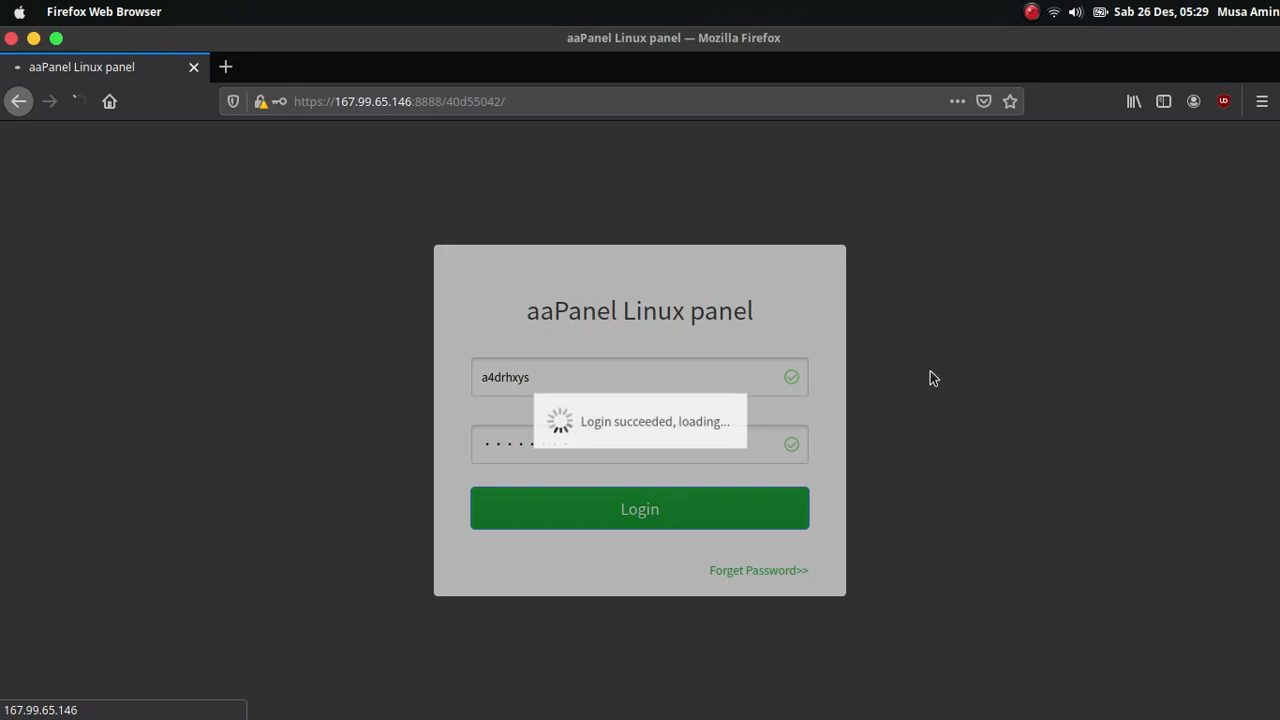 Firefox Web Browser
Sab 26 Des, 05:29 Musa Amin
aaPanel Linux panel — Mozilla Firefox
aaPanel Linux panel
https://167.99.65.146:8888/40d55042/
aaPanel Linux panel
a4drhxys
Login succeeded, loading...
Login
Forget Password>>
167.99.65.146